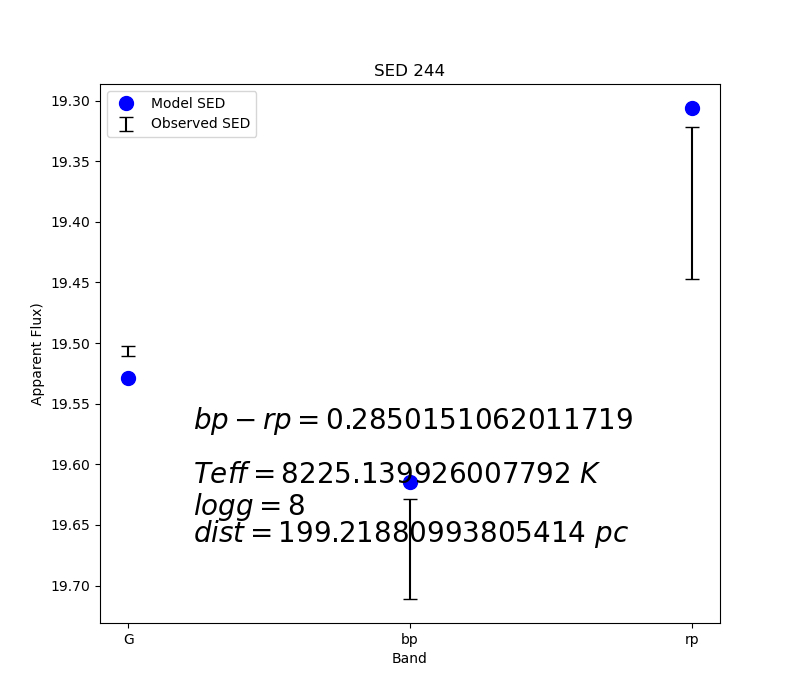 SED 244
Model SED
Observed SED
19.30
19.35
19.40
19.45
19.50
19.55
19.60
19.65
19.70
Apparent Flux)
bp − rp = 0.2850151062011719
Teff = 8225.139926007792 K
logg = 8
dist = 199.21880993805414 pc
G bp rp
Band